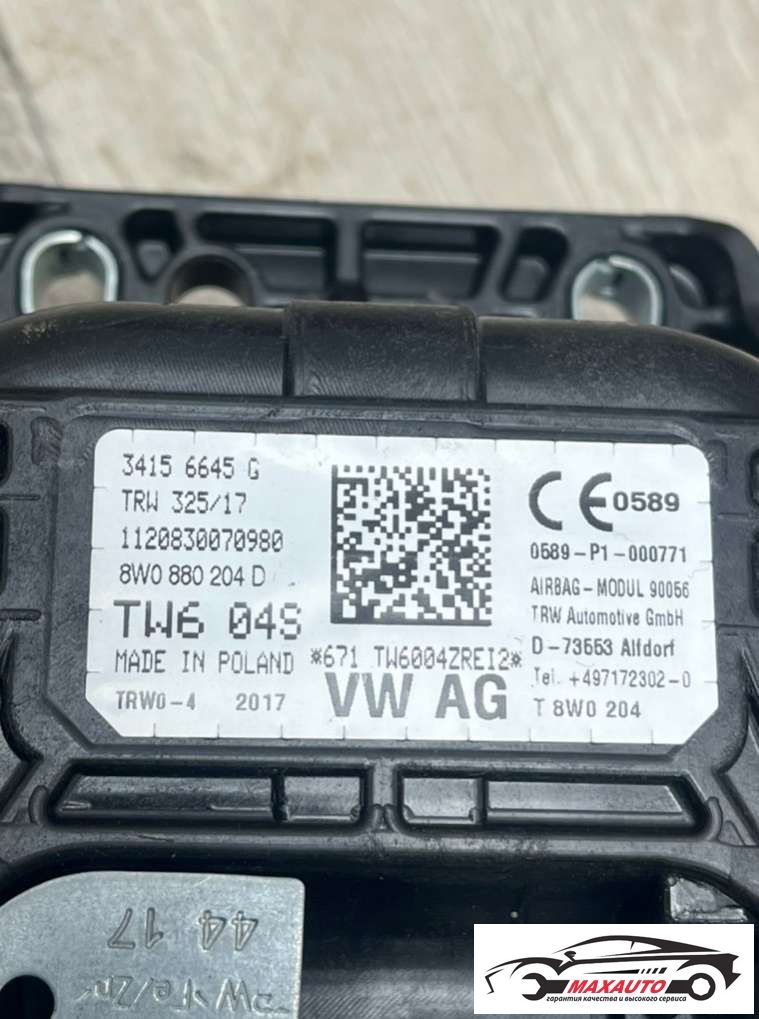 3415 6645 G
TRW 325/17
1120830070980
8W0 880 204 D
TW6 04S
MADE IN POLAND *671 TW6004ZREI2*
TRW0-4 2017 VW AG
CE 0589
0589-P1-000771
AIRBAG-MODUL 90056
TRW Automotive GmbH
D-73553 Alfdorf
Tel. +497172302-0
T 8W0 204
44 17
MAXAUTO
гарантия качества и высокого сервиса